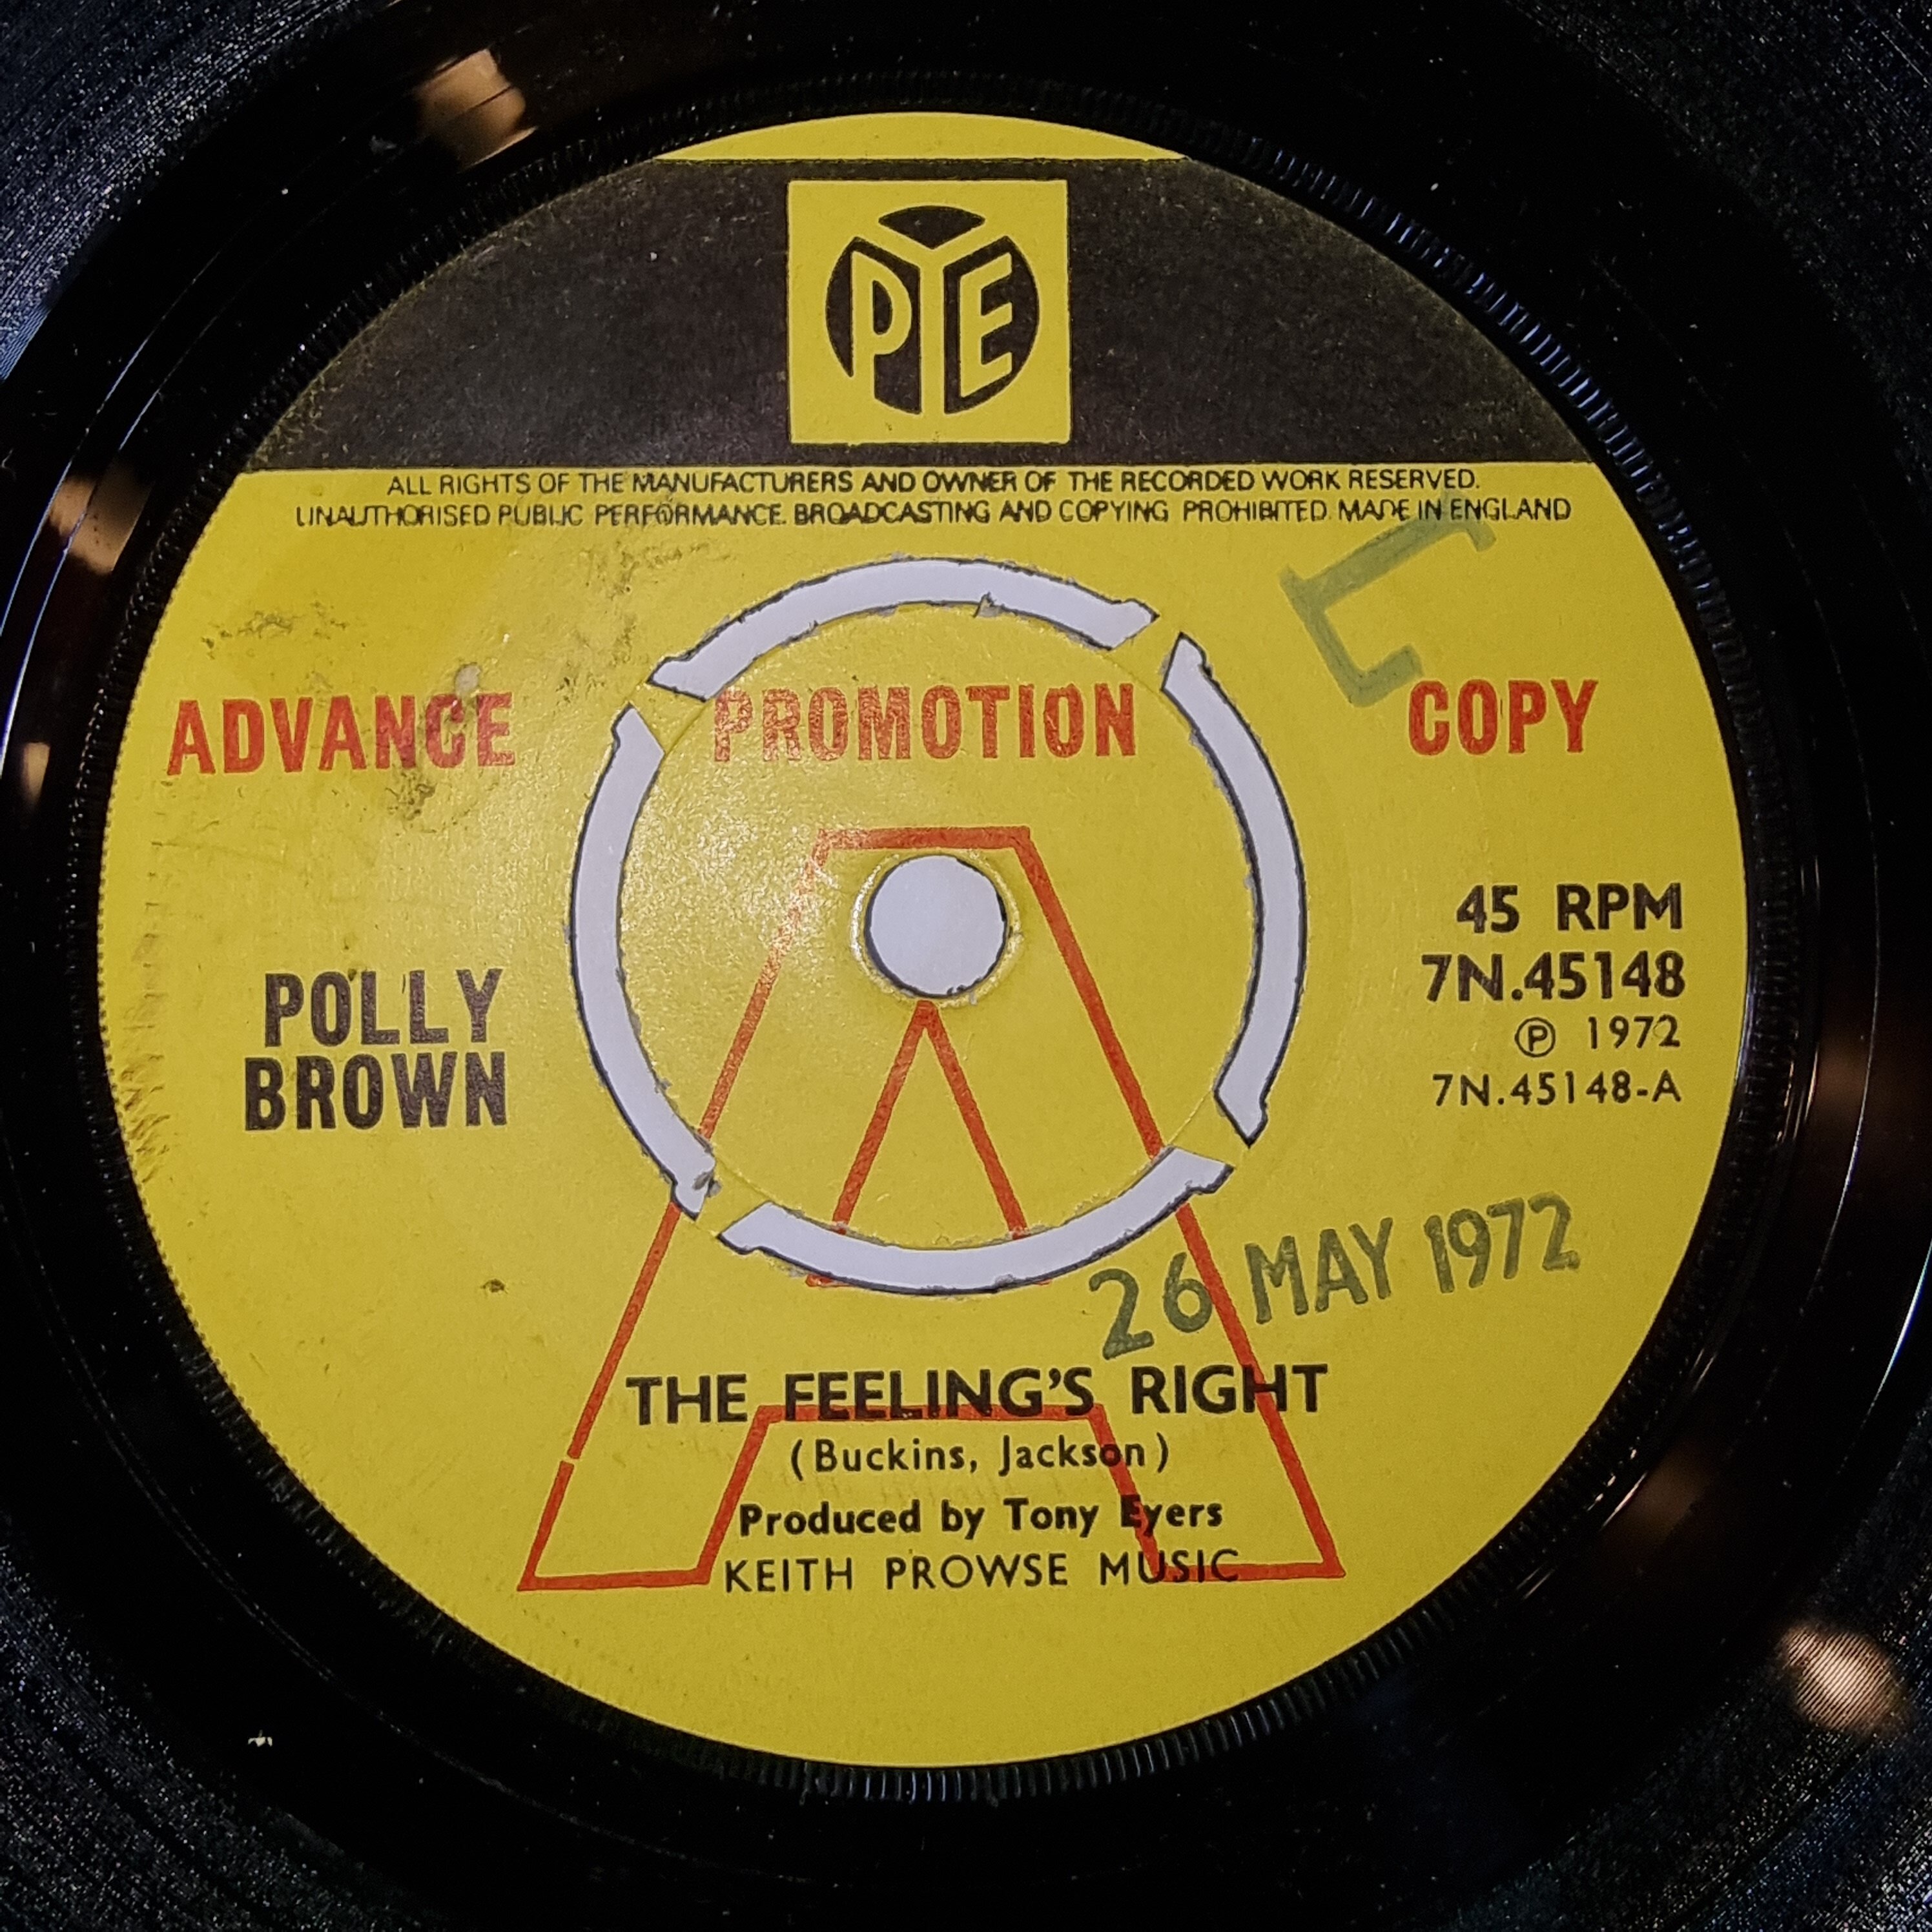 PYE
ALL RIGHTS OF THE MANUFACTURERS AND OWNER OF THE RECORDED WORK RESERVED.
UNAUTHORISED PUBLIC PERFORMANCE. BROADCASTING AND COPYING PROHIBITED. MADE IN ENGLAND
ADVANCE PROMOTION COPY
A
POLLY
BROWN
45 RPM
7N.45148
Ⓟ 1972
7N.45148-A
26 MAY 1972
THE FEELING'S RIGHT
(Buckins, Jackson)
Produced by Tony Eyers
KEITH PROWSE MUSIC